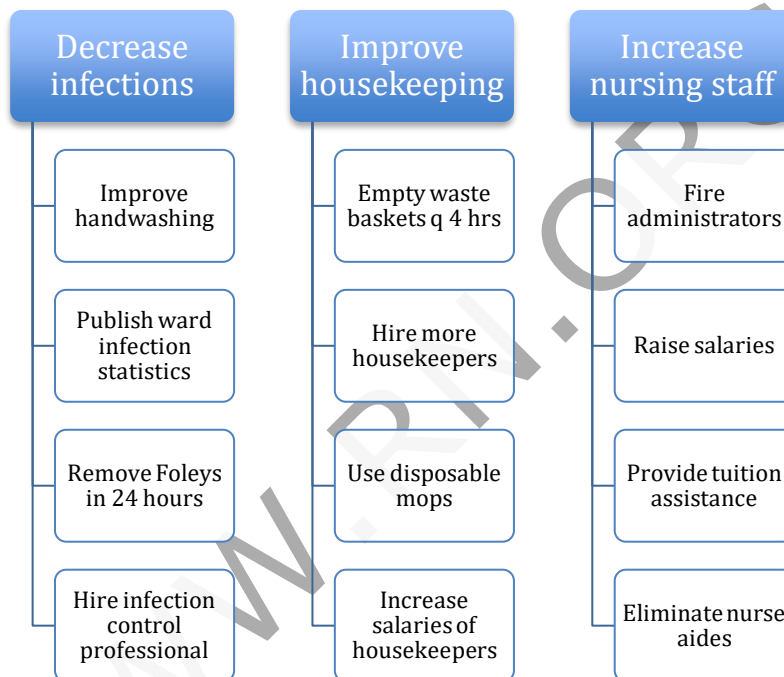 Decrease
infections
Improve
handwashing
Publish ward
infection
statistics
Remove Foleys
in 24 hours
Hire infection
control
professional
Improve
housekeeping
Empty waste
baskets q 4 hrs
Hire more
housekeepers
Use disposable
mops
Increase
salaries of
housekeepers
Increase
nursing staff
Fire
administrators
Raise salaries
Provide tuition
assistance
Eliminate nurse
aides
W.RN.OR